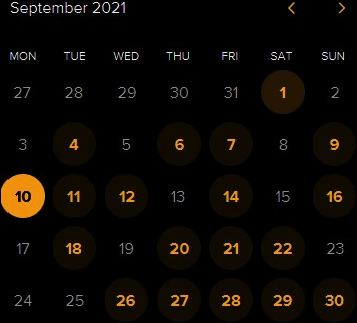 September 2021
MON TUE WED THU FRI SAT SUN
27 28 29 30 31 1 2
3 4 5 6 7 8 9
10 11 12 13 14 15 16
17 18 19 20 21 22 23
24 25 26 27 28 29 30